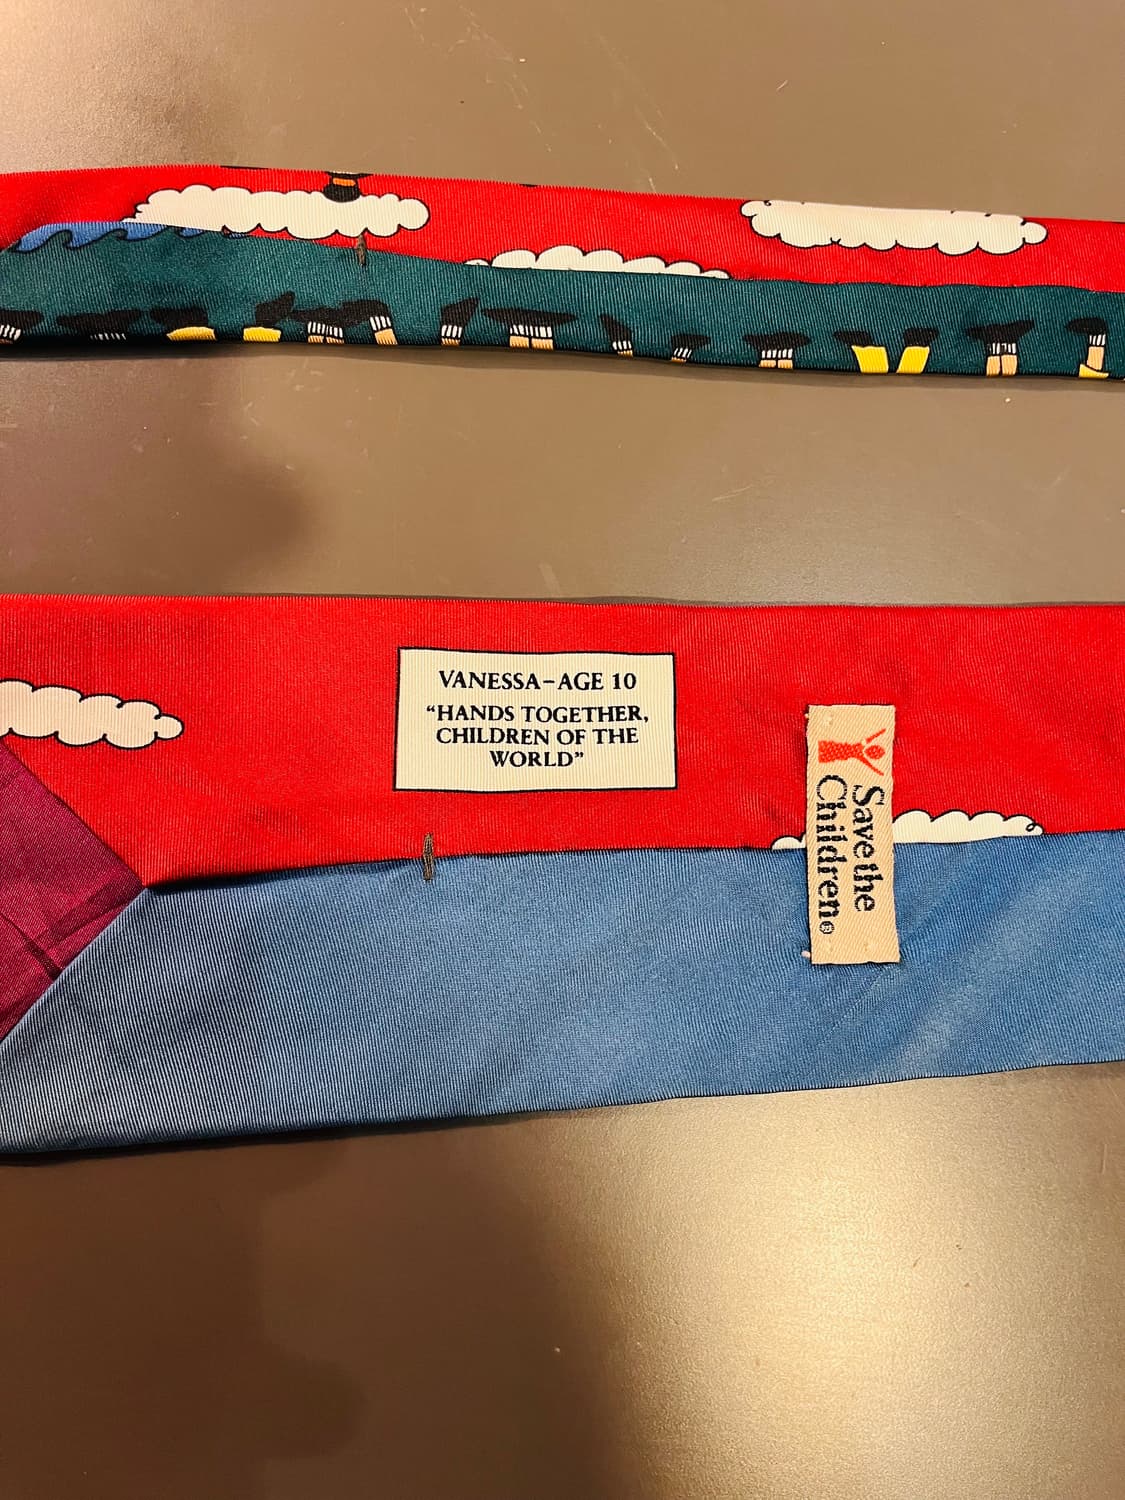 VANESSA–AGE 10
“HANDS TOGETHER,
CHILDREN OF THE
WORLD”
Save the
Children®